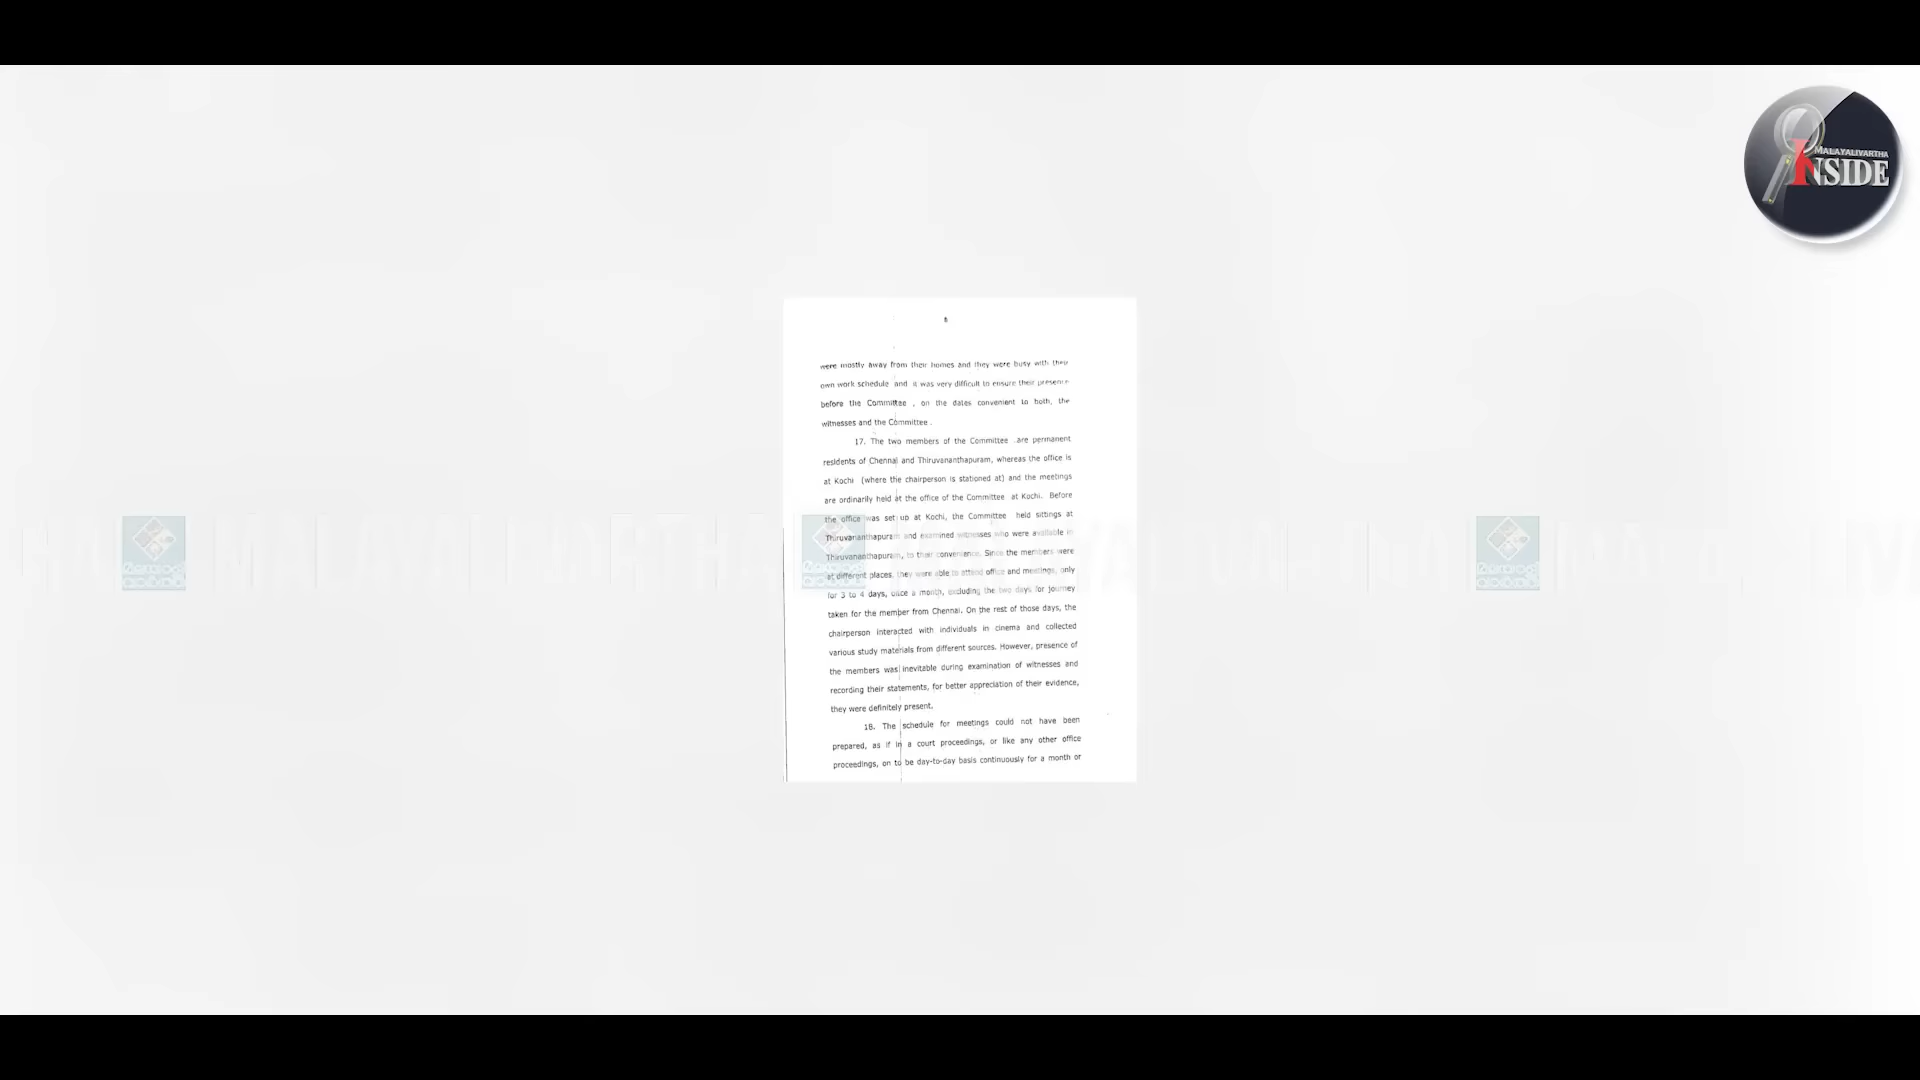 MALAYALIVARTHA
INSIDE
were mostly away from their homes and they were busy with their
own work schedule and it was very difficult to ensure their presence
before the Committee , on the dates convenient to both, the
witnesses and the Committee .
17. The two members of the Committee are permanent
residents of Chennai and Thiruvananthapuram, whereas the office is
at Kochi (where the chairperson is stationed at) and the meetings
are ordinarily held at the office of the Committee at Kochi. Before
the office was set up at Kochi, the Committee held sittings at
Thiruvananthapuram and examined witnesses who were available in
Thiruvananthapuram, to their convenience. Since the members were
at different places, they were able to attend office and meetings, only
for 3 to 4 days, once a month, excluding the two days for journey
taken for the member from Chennai. On the rest of those days, the
chairperson interacted with individuals in cinema and collected
various study materials from different sources. However, presence of
the members was inevitable during examination of witnesses and
recording their statements, for better appreciation of their evidence,
they were definitely present.
18. The schedule for meetings could not have been
prepared, as if in a court proceedings, or like any other office
proceedings, on to be day-to-day basis continuously for a month or